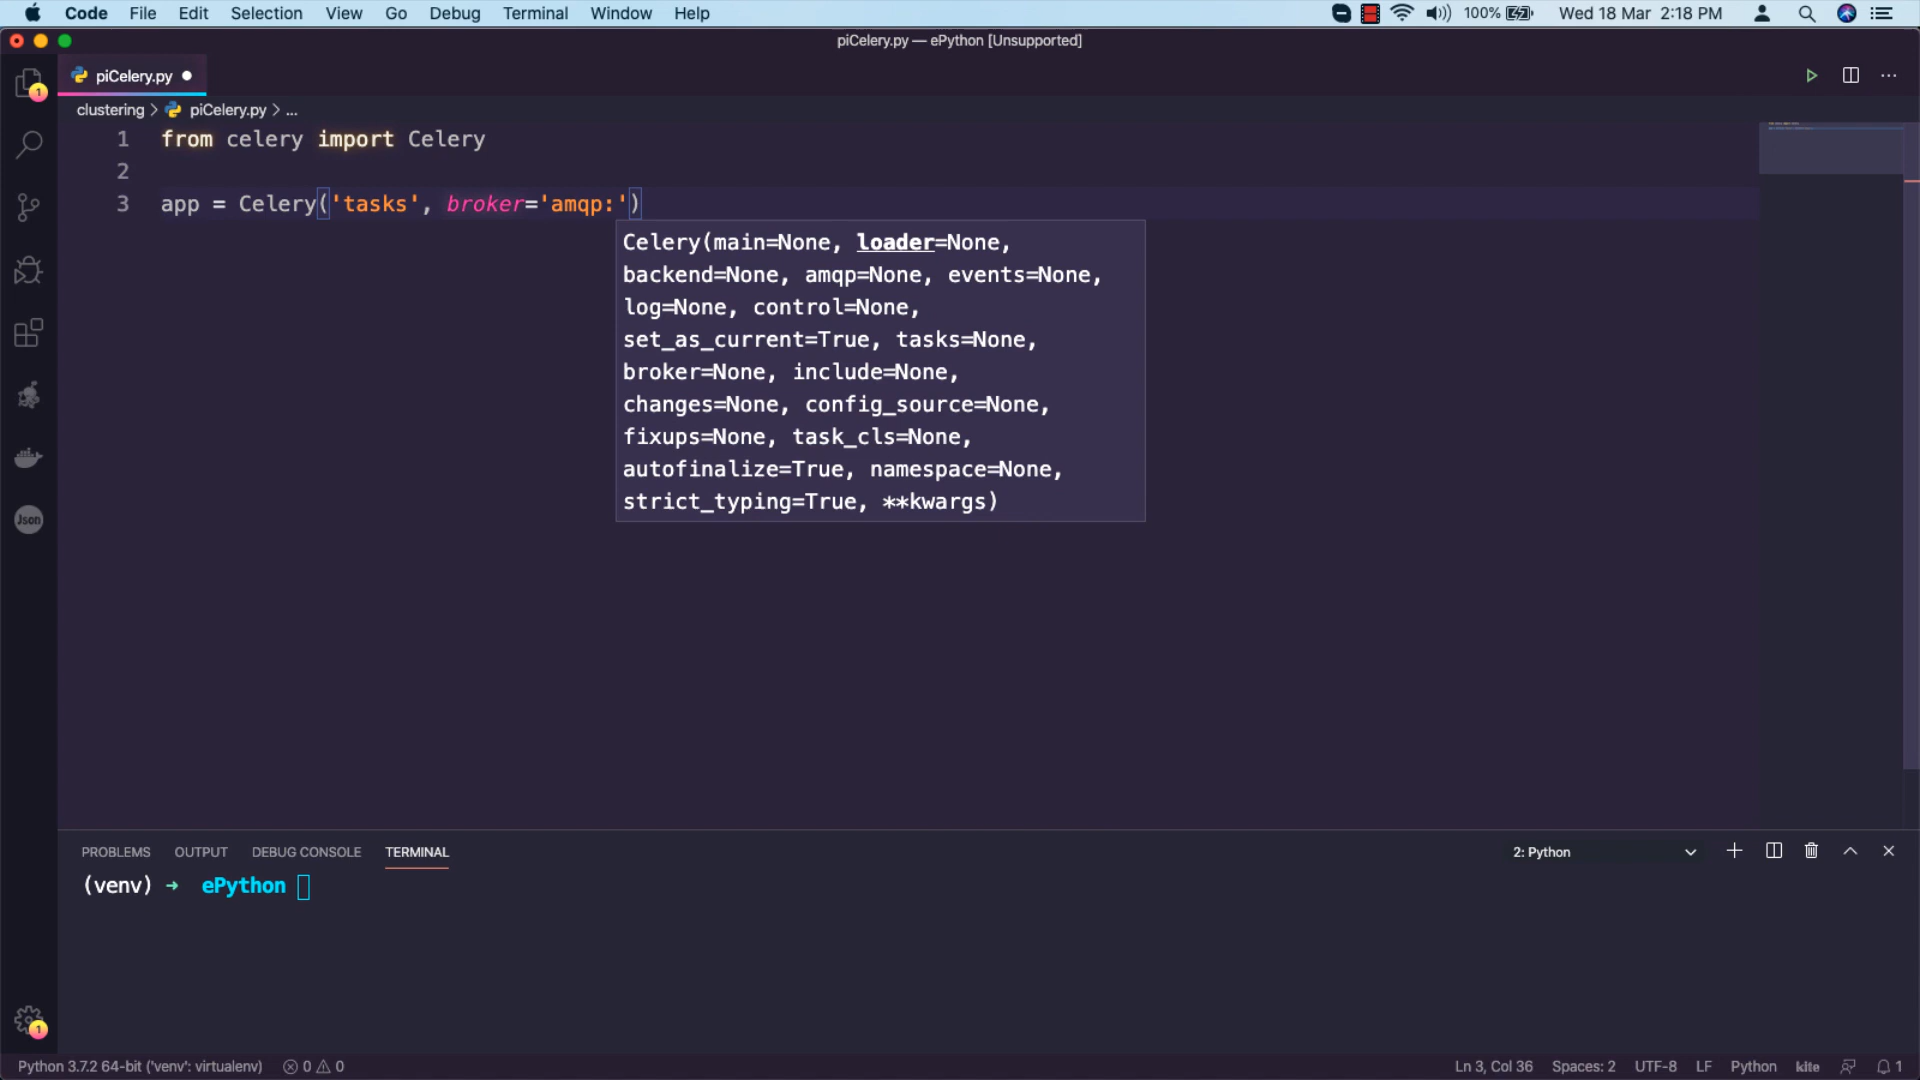 Code File Edit Selection View Go Debug Terminal Window Help 100% Wed 18 Mar 2:18 PM
piCelery.py — ePython [Unsupported]
1 piCelery.py
clustering > piCelery.py > ...
1 from celery import Celery
2
3 app = Celery('tasks', broker='amqp:')
Celery(main=None, loader=None,
backend=None, amqp=None, events=None,
log=None, control=None,
set_as_current=True, tasks=None,
broker=None, include=None,
changes=None, config_source=None,
fixups=None, task_cls=None,
autofinalize=True, namespace=None,
strict_typing=True, **kwargs)
Json
PROBLEMS OUTPUT DEBUG CONSOLE TERMINAL 2: Python
(venv) → ePython
1
Python 3.7.2 64-bit ('venv': virtualenv) 0 0 Ln 3, Col 36 Spaces: 2 UTF-8 LF Python kite 1